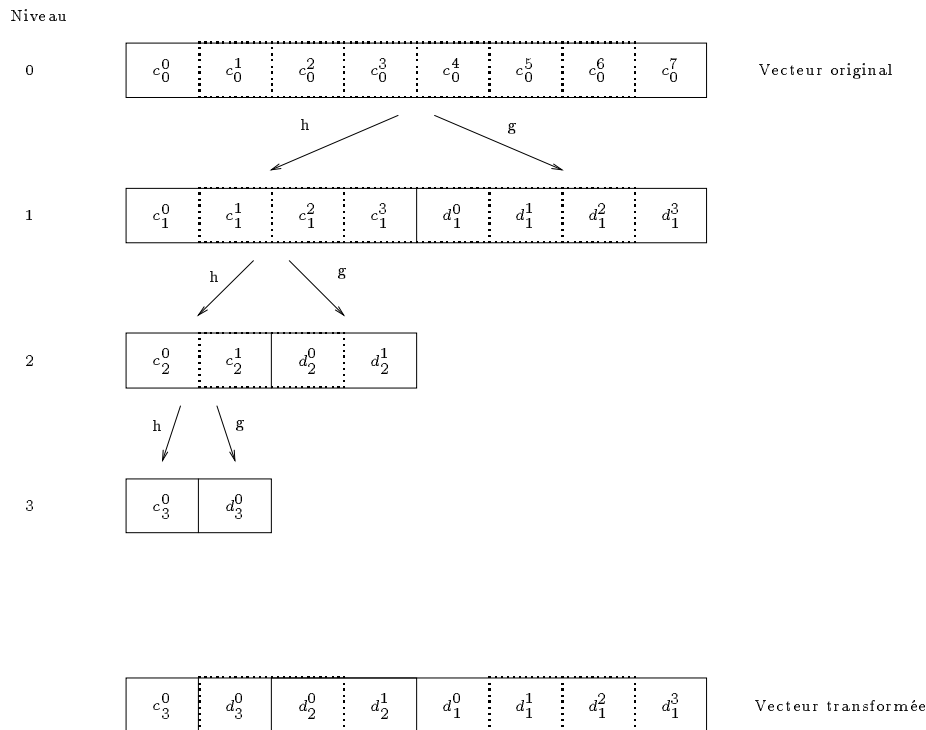 Niveau
0 c_0^0 c_0^1 c_0^2 c_0^3 c_0^4 c_0^5 c_0^6 c_0^7 Vecteur original
h g
1 c_1^0 c_1^1 c_1^2 c_1^3 d_1^0 d_1^1 d_1^2 d_1^3
h g
2 c_2^0 c_2^1 d_2^0 d_2^1
h g
3 c_3^0 d_3^0
c_3^0 d_3^0 d_2^0 d_2^1 d_1^0 d_1^1 d_1^2 d_1^3 Vecteur transformée